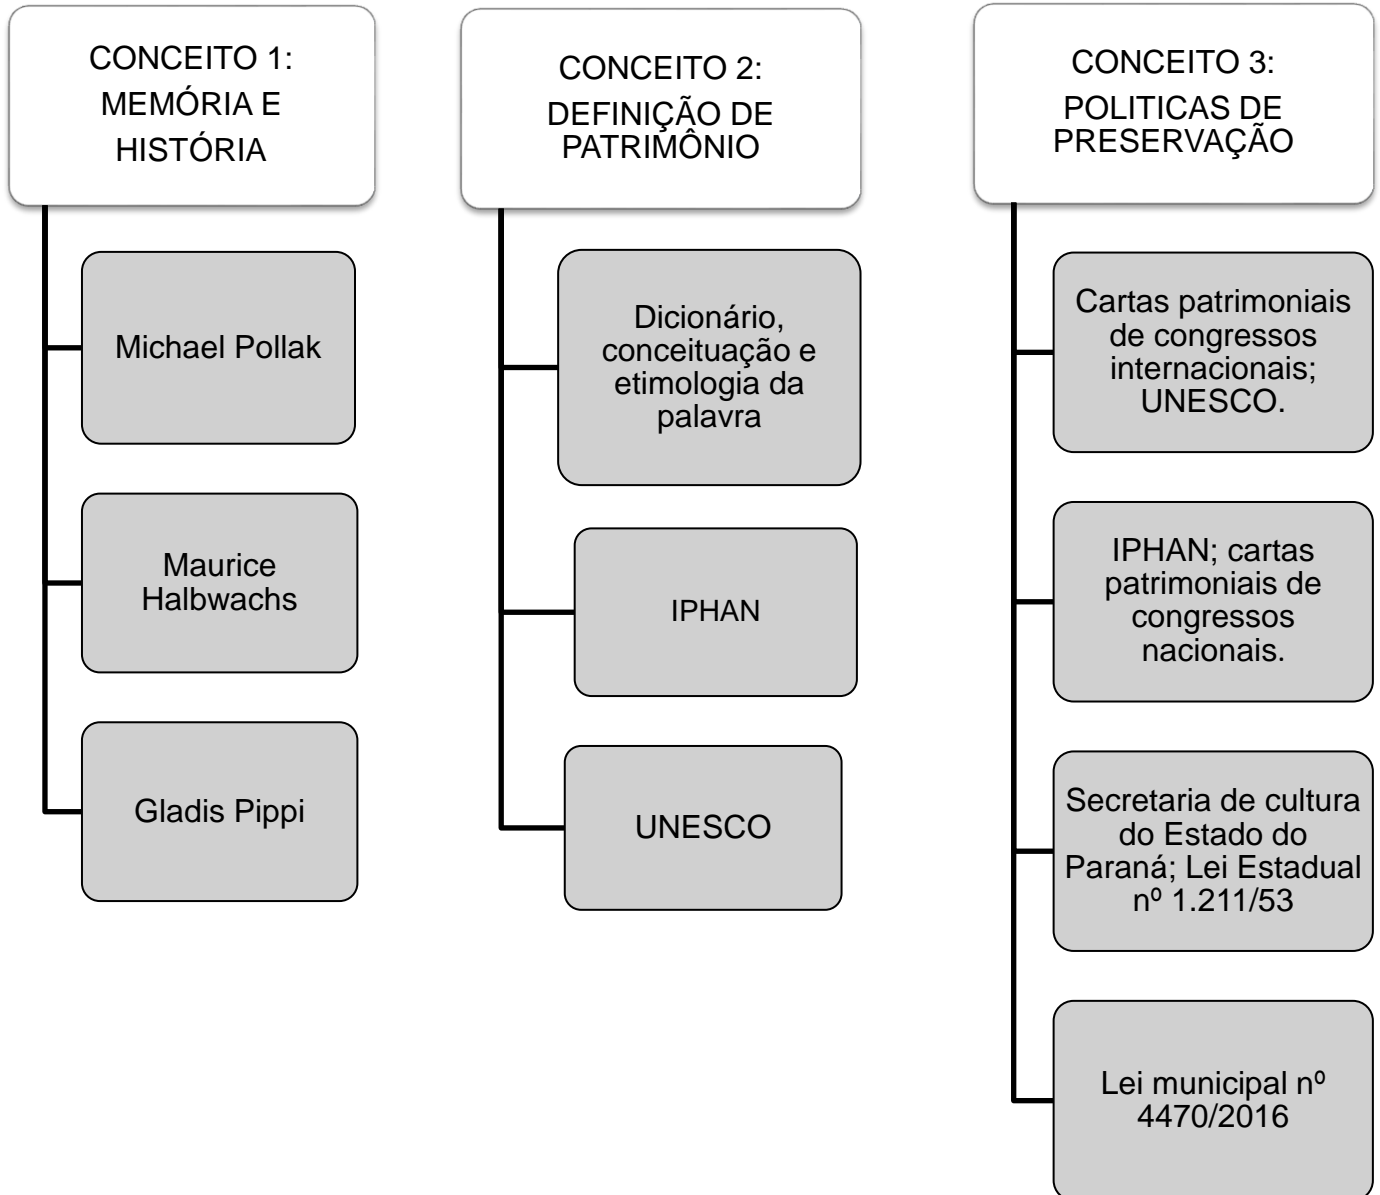 CONCEITO 1:
MEMÓRIA E
HISTÓRIA
Michael Pollak
Maurice
Halbwachs
Gladis Pippi
CONCEITO 2:
DEFINIÇÃO DE
PATRIMÔNIO
Dicionário,
conceituação e
etimologia da
palavra
IPHAN
UNESCO
CONCEITO 3:
POLITICAS DE
PRESERVAÇÃO
Cartas patrimoniais
de congressos
internacionais;
UNESCO.
IPHAN; cartas
patrimoniais de
congressos
nacionais.
Secretaria de cultura
do Estado do
Paraná; Lei Estadual
nº 1.211/53
Lei municipal nº
4470/2016